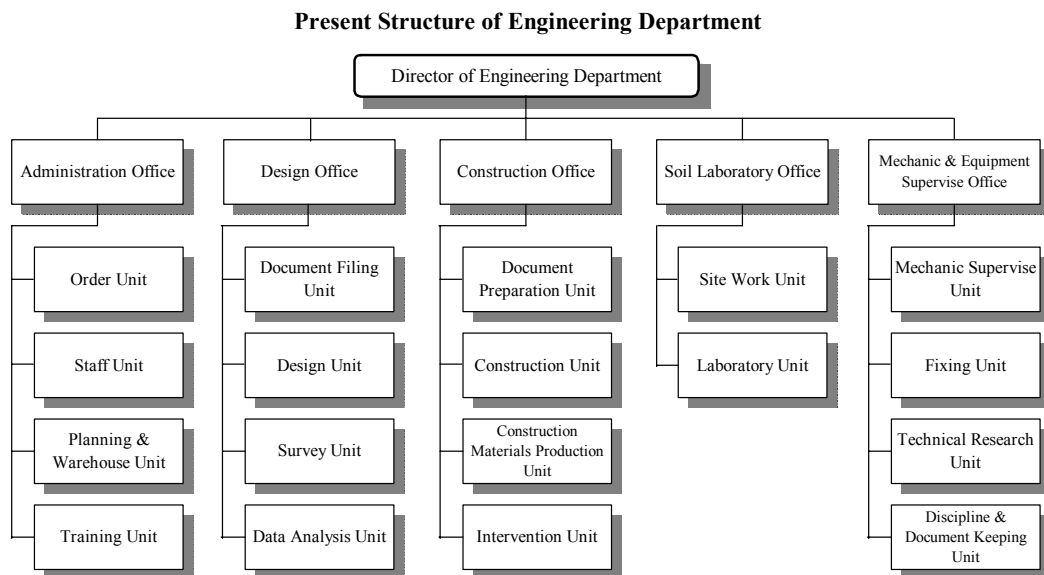 Present Structure of Engineering Department
Director of Engineering Department
Administration Office
Design Office
Construction Office
Soil Laboratory Office
Mechanic & Equipment
Supervise Office
Order Unit
Document Filing
Unit
Document
Preparation Unit
Site Work Unit
Mechanic Supervise
Unit
Staff Unit
Design Unit
Construction Unit
Laboratory Unit
Fixing Unit
Planning &
Warehouse Unit
Survey Unit
Construction
Materials Production
Unit
Technical Research
Unit
Training Unit
Data Analysis Unit
Intervention Unit
Discipline &
Document Keeping
Unit